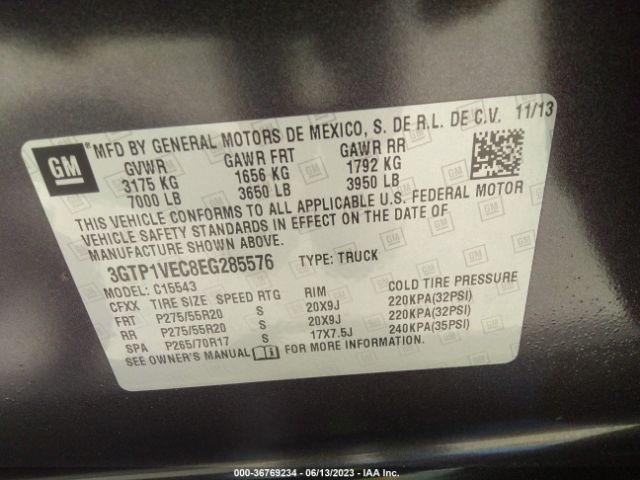 GM
MFD BY GENERAL MOTORS DE MEXICO, S. DE R.L. DE C.V. 11/13
GVWR GAWR FRT GAWR RR
3175 KG 1656 KG 1792 KG
7000 LB 3650 LB 3950 LB
THIS VEHICLE CONFORMS TO ALL APPLICABLE U.S. FEDERAL MOTOR
VEHICLE SAFETY STANDARDS IN EFFECT ON THE DATE OF
MANUFACTURE SHOWN ABOVE.
3GTP1VEC8EG285576 TYPE: TRUCK
MODEL: C15543
CFXX TIRE SIZE SPEED RTG RIM COLD TIRE PRESSURE
FRT P275/55R20 S 20X9J 220KPA(32PSI)
RR P275/55R20 S 20X9J 220KPA(32PSI)
SPA P265/70R17 S 17X7.5J 240KPA(35PSI)
SEE OWNER'S MANUAL FOR MORE INFORMATION.
000-36769234 - 06/13/2023 - IAA Inc.